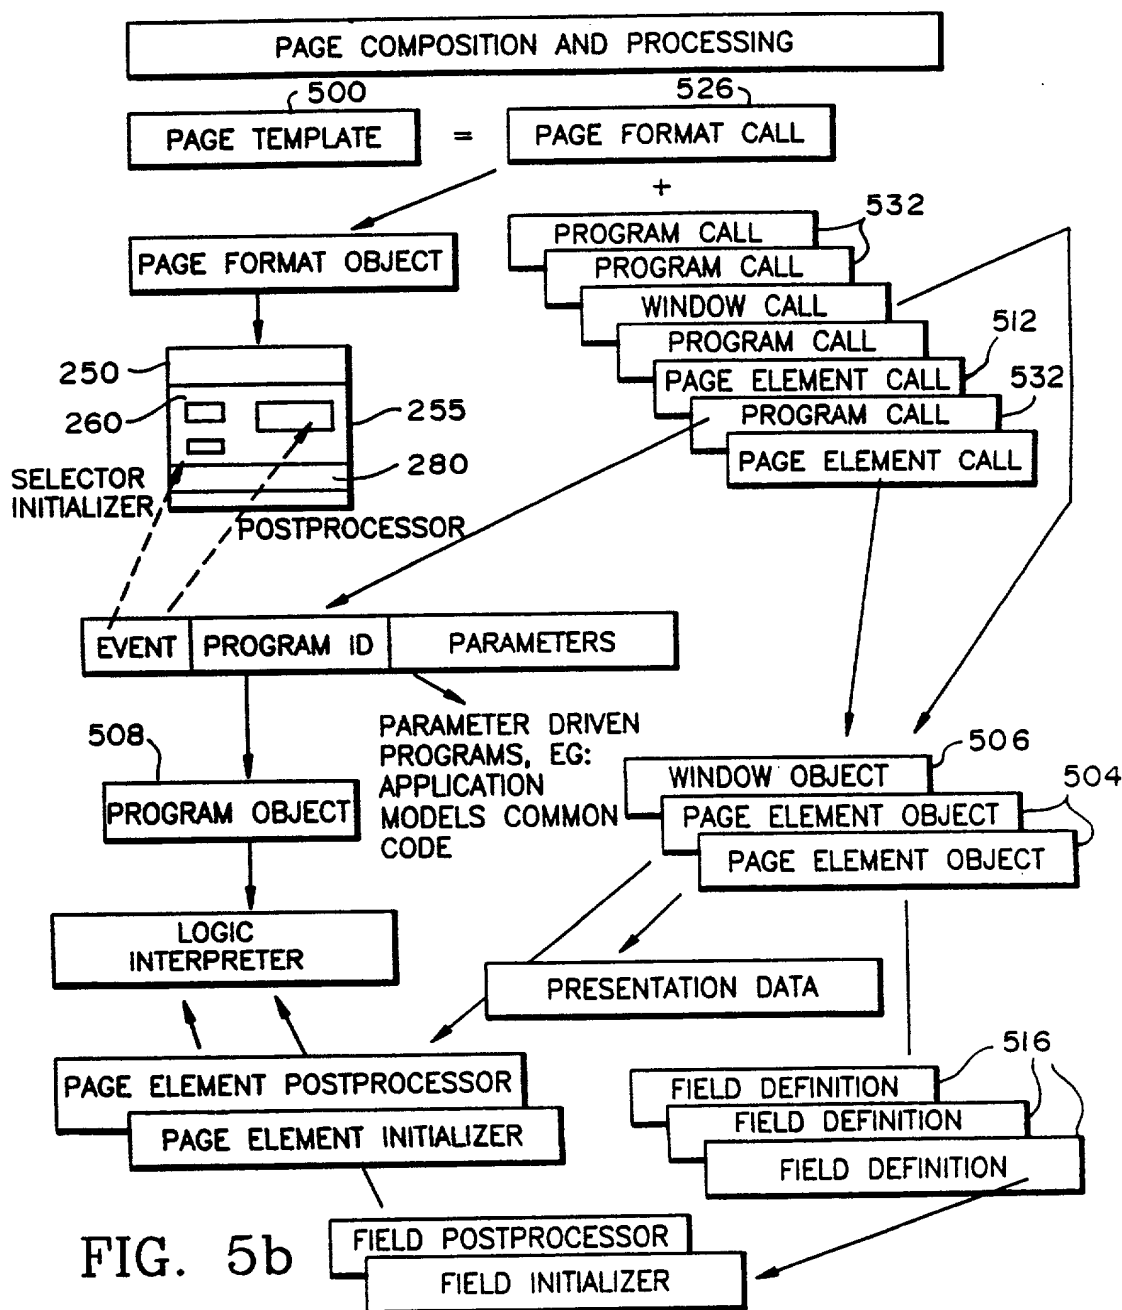 PAGE COMPOSITION AND PROCESSING
500
526
PAGE TEMPLATE
=
PAGE FORMAT CALL
+
532
PROGRAM CALL
PAGE FORMAT OBJECT
PROGRAM CALL
WINDOW CALL
PROGRAM CALL
512
PAGE ELEMENT CALL
532
PROGRAM CALL
PAGE ELEMENT CALL
250
260
255
280
SELECTOR
INITIALIZER
POSTPROCESSOR
EVENT
PROGRAM ID
PARAMETERS
508
PROGRAM OBJECT
PARAMETER DRIVEN
PROGRAMS, EG:
APPLICATION
MODELS COMMON
CODE
506
WINDOW OBJECT
504
PAGE ELEMENT OBJECT
PAGE ELEMENT OBJECT
LOGIC
INTERPRETER
PRESENTATION DATA
516
PAGE ELEMENT POSTPROCESSOR
PAGE ELEMENT INITIALIZER
FIELD DEFINITION
FIELD DEFINITION
FIELD DEFINITION
FIELD POSTPROCESSOR
FIELD INITIALIZER
FIG. 5b